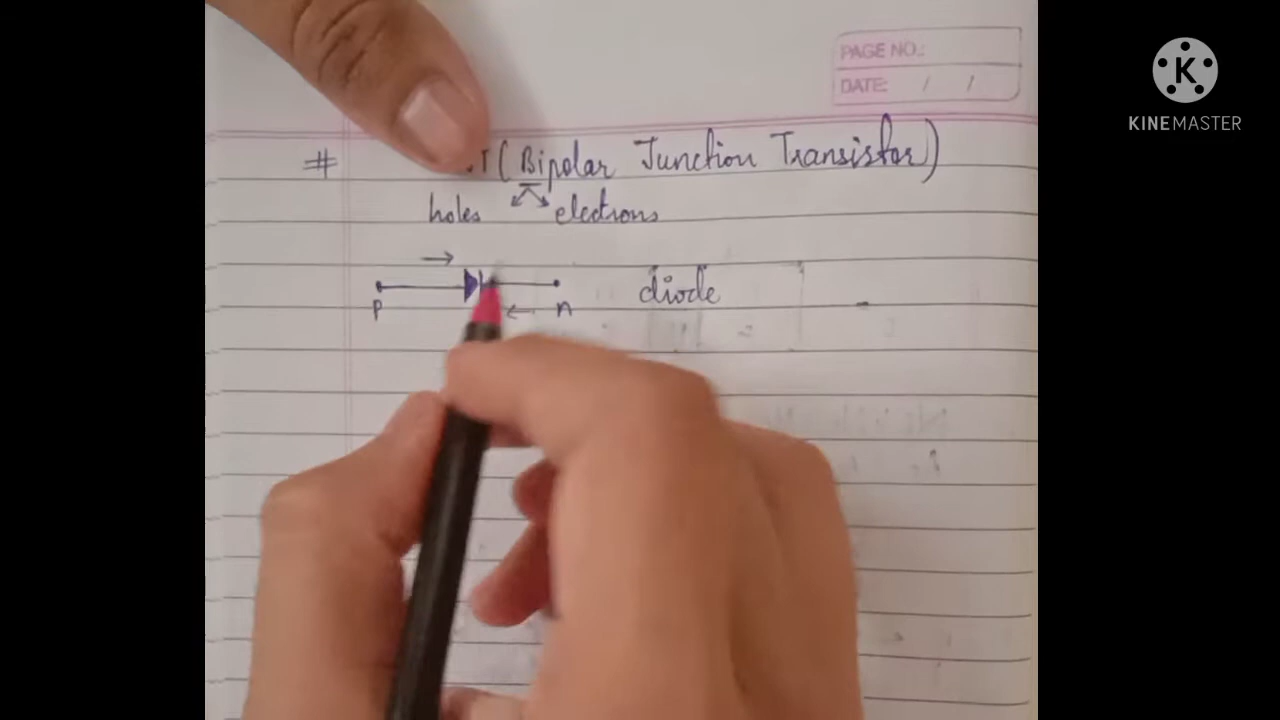 PAGE NO.:
DATE: / /
K
KINEMASTER
# T (Bipolar Junction Transistor)
holes electrons
p n diode